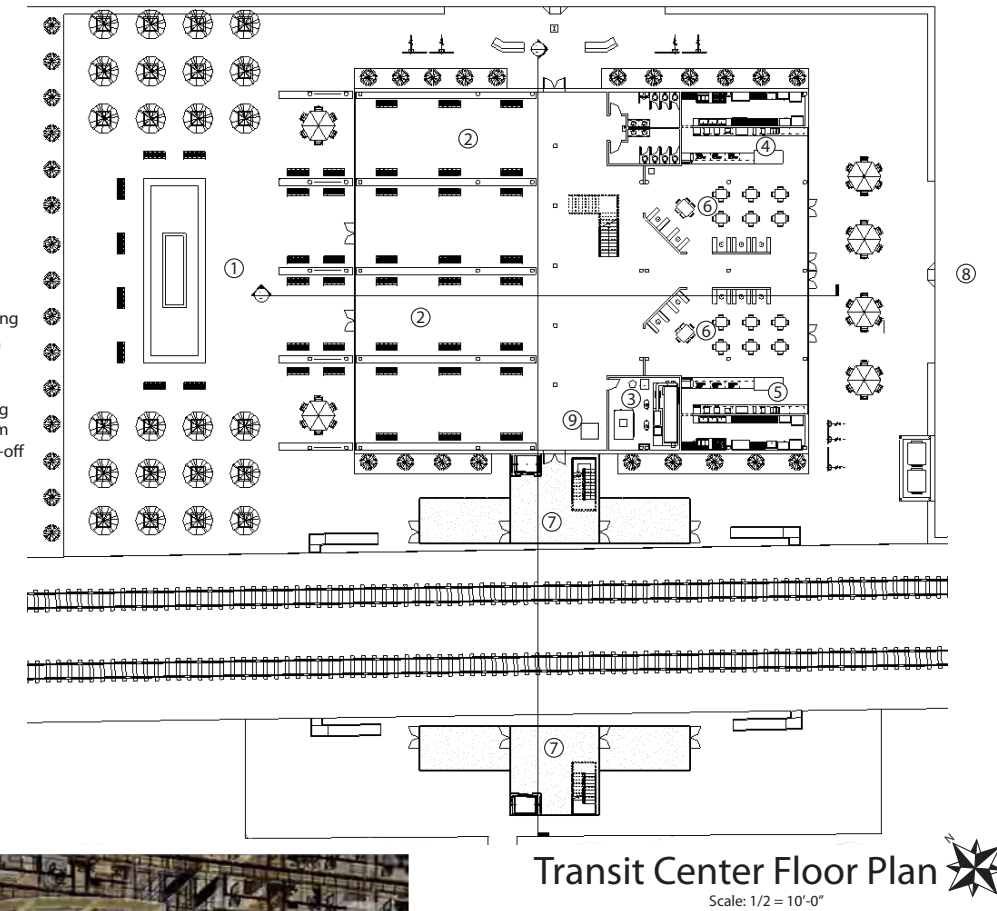 ②
④
⑥
①
⑧
ing
②
⑥
g
m
-off
③
⑤
⑨
⑦
⑦
N
Transit Center Floor Plan
Scale: 1/2 = 10'-0"